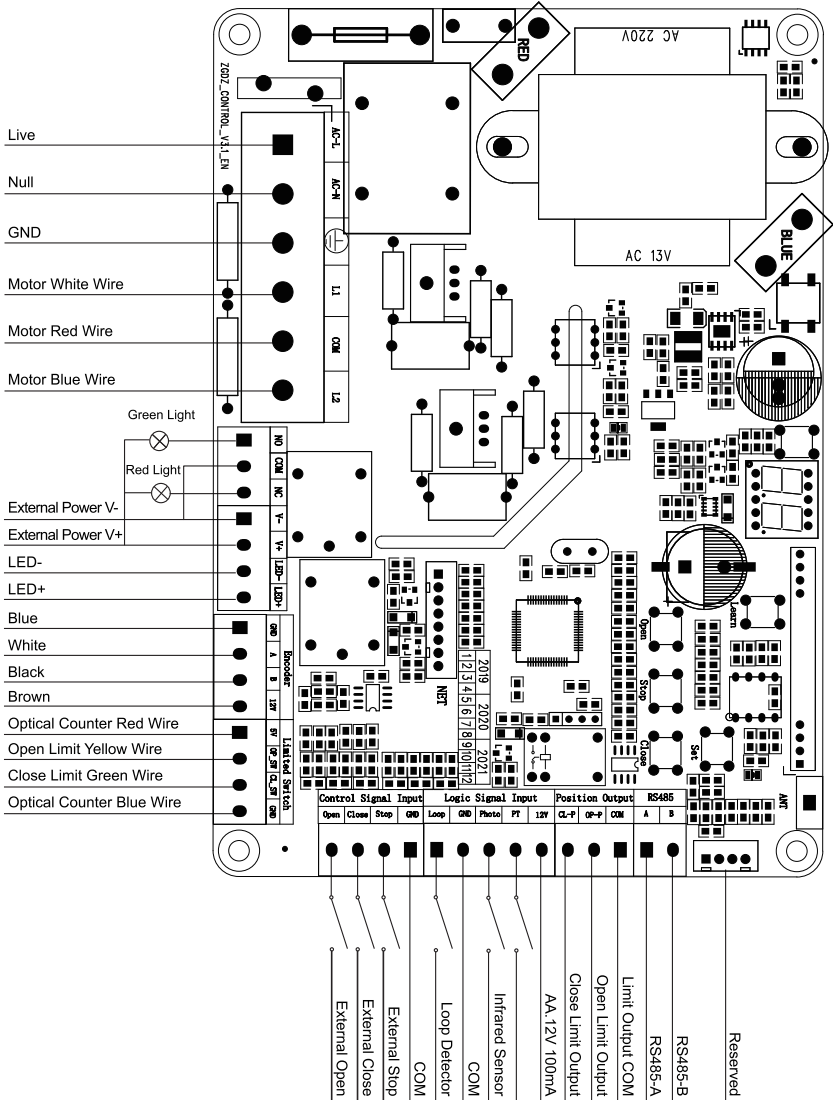 AC 220V
RED
ZGDZ_CONTROL_V3.1_EN
Live
AC-L
Null
AC-N
GND
BLUE
AC 13V
Motor White Wire
L1
Motor Red Wire
COM
Motor Blue Wire
L2
Green Light
NO
COM
Red Light
NC
External Power V-
V-
External Power V+
V+
LED-
LED-
LED+
LED+
Blue
GND
White
A
Black
B
Brown
12V
Encoder
Optical Counter Red Wire
5V
Open Limit Yellow Wire
OP_SW
Close Limit Green Wire
CL_SW
Optical Counter Blue Wire
GND
Limited Switch
NET
1 2 3 4 5 6 7 8 9 10 11 12
2019
2020
2021
Learn
Open
Stop
Close
Set
ANT
Control Signal Input
Logic Signal Input
Position Output
RS485
Open Close Stop GND
Loop GND Photo PT 12V
CL-P OP-P COM
A B
External Open
External Close
External Stop
COM
Loop Detector
COM
Infrared Sensor
AA.12V 100mA
Close Limit Output
Open Limit Output
Limit Output COM
RS485-A
RS485-B
Reserved